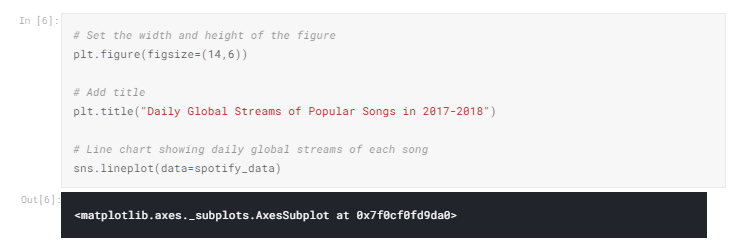 In [6]:
# Set the width and height of the figure
plt.figure(figsize=(14,6))
# Add title
plt.title("Daily Global Streams of Popular Songs in 2017-2018")
# Line chart showing daily global streams of each song
sns.lineplot(data=spotify_data)
Out[6]:
<matplotlib.axes._subplots.AxesSubplot at 0x7f0cf0fd9da0>